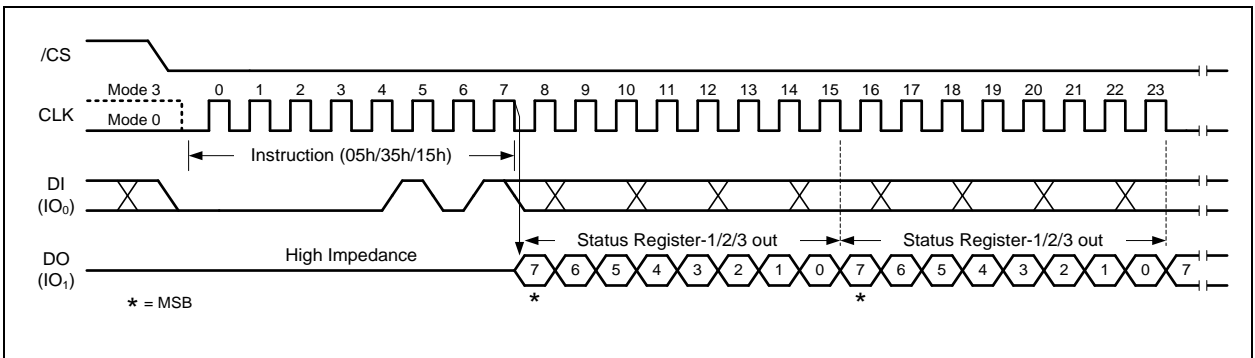 /CS
Mode 3
0 1 2 3 4 5 6 7 8 9 10 11 12 13 14 15 16 17 18 19 20 21 22 23
CLK
Mode 0
Instruction (05h/35h/15h)
DI
(IO₀)
Status Register-1/2/3 out Status Register-1/2/3 out
High Impedance
DO
(IO₁)
7 6 5 4 3 2 1 0 7 6 5 4 3 2 1 0 7
* *
* = MSB